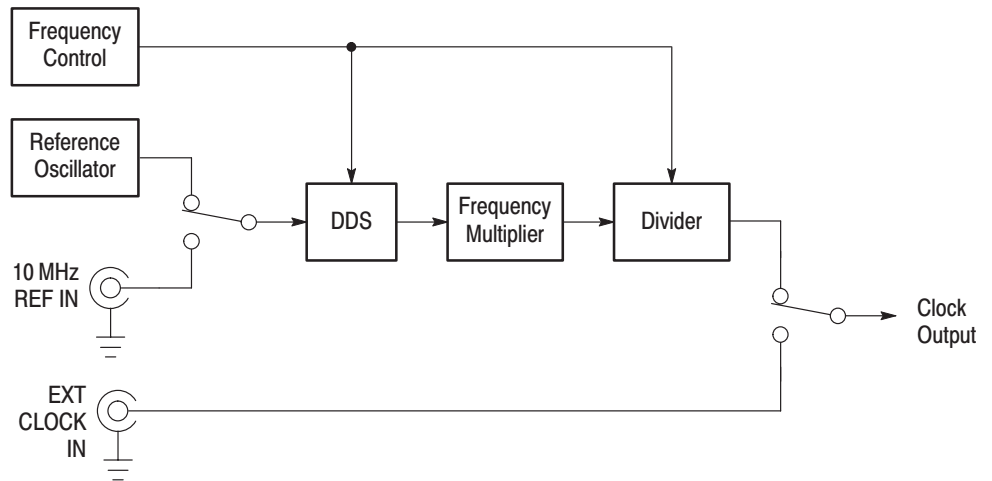 Frequency
Control
Reference
Oscillator
DDS
Frequency
Multiplier
Divider
10 MHz
REF IN
Clock
Output
EXT
CLOCK
IN